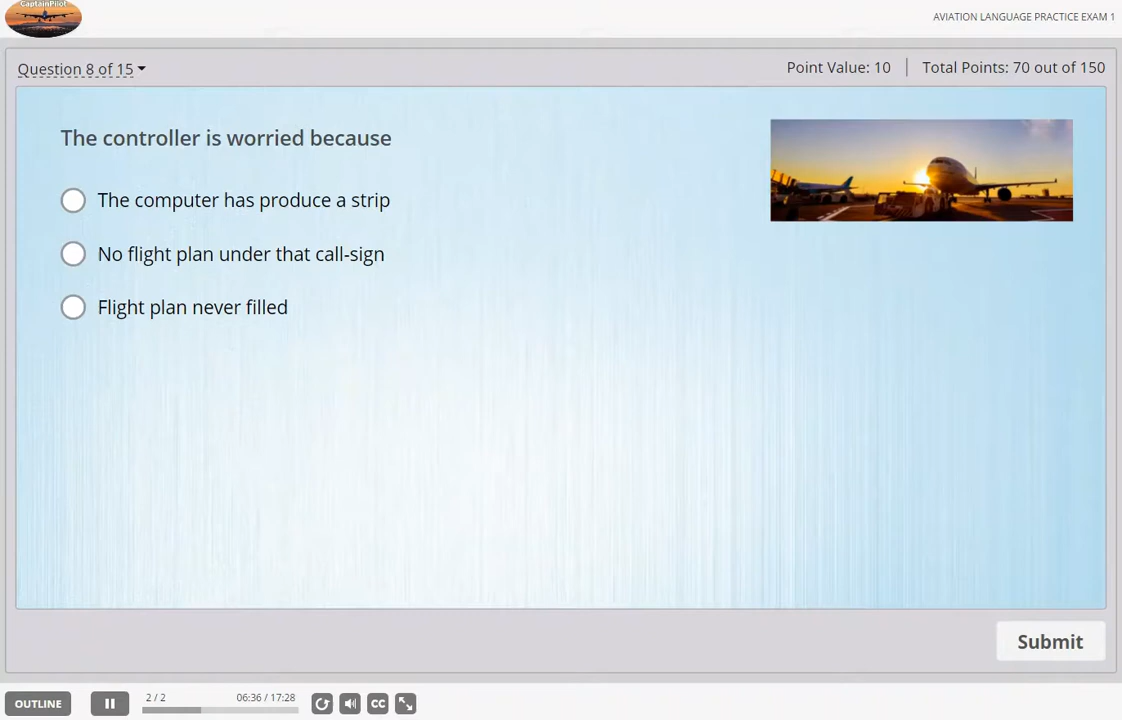 CaptainPilot
AVIATION LANGUAGE PRACTICE EXAM 1
Question 8 of 15
Point Value: 10 | Total Points: 70 out of 150
The controller is worried because
The computer has produce a strip
No flight plan under that call-sign
Flight plan never filled
Submit
OUTLINE
2 / 2
06:36 / 17:28
CC